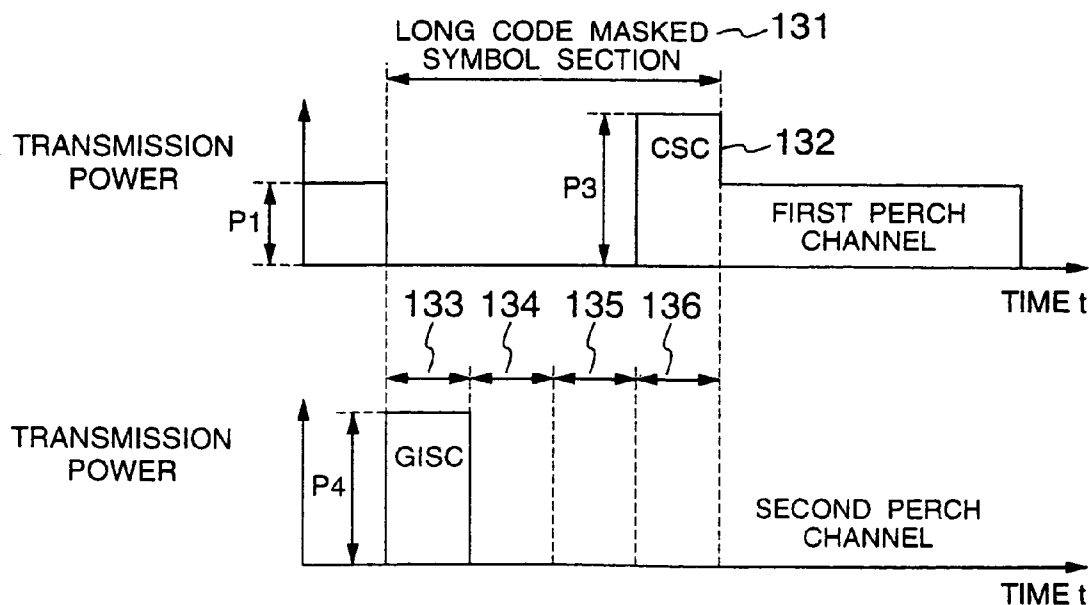 LONG CODE MASKED 131
SYMBOL SECTION
TRANSMISSION
POWER
P1
P3
CSC
132
FIRST PERCH
CHANNEL
TIME t
133 134 135 136
TRANSMISSION
POWER
P4
GISC
SECOND PERCH
CHANNEL
TIME t